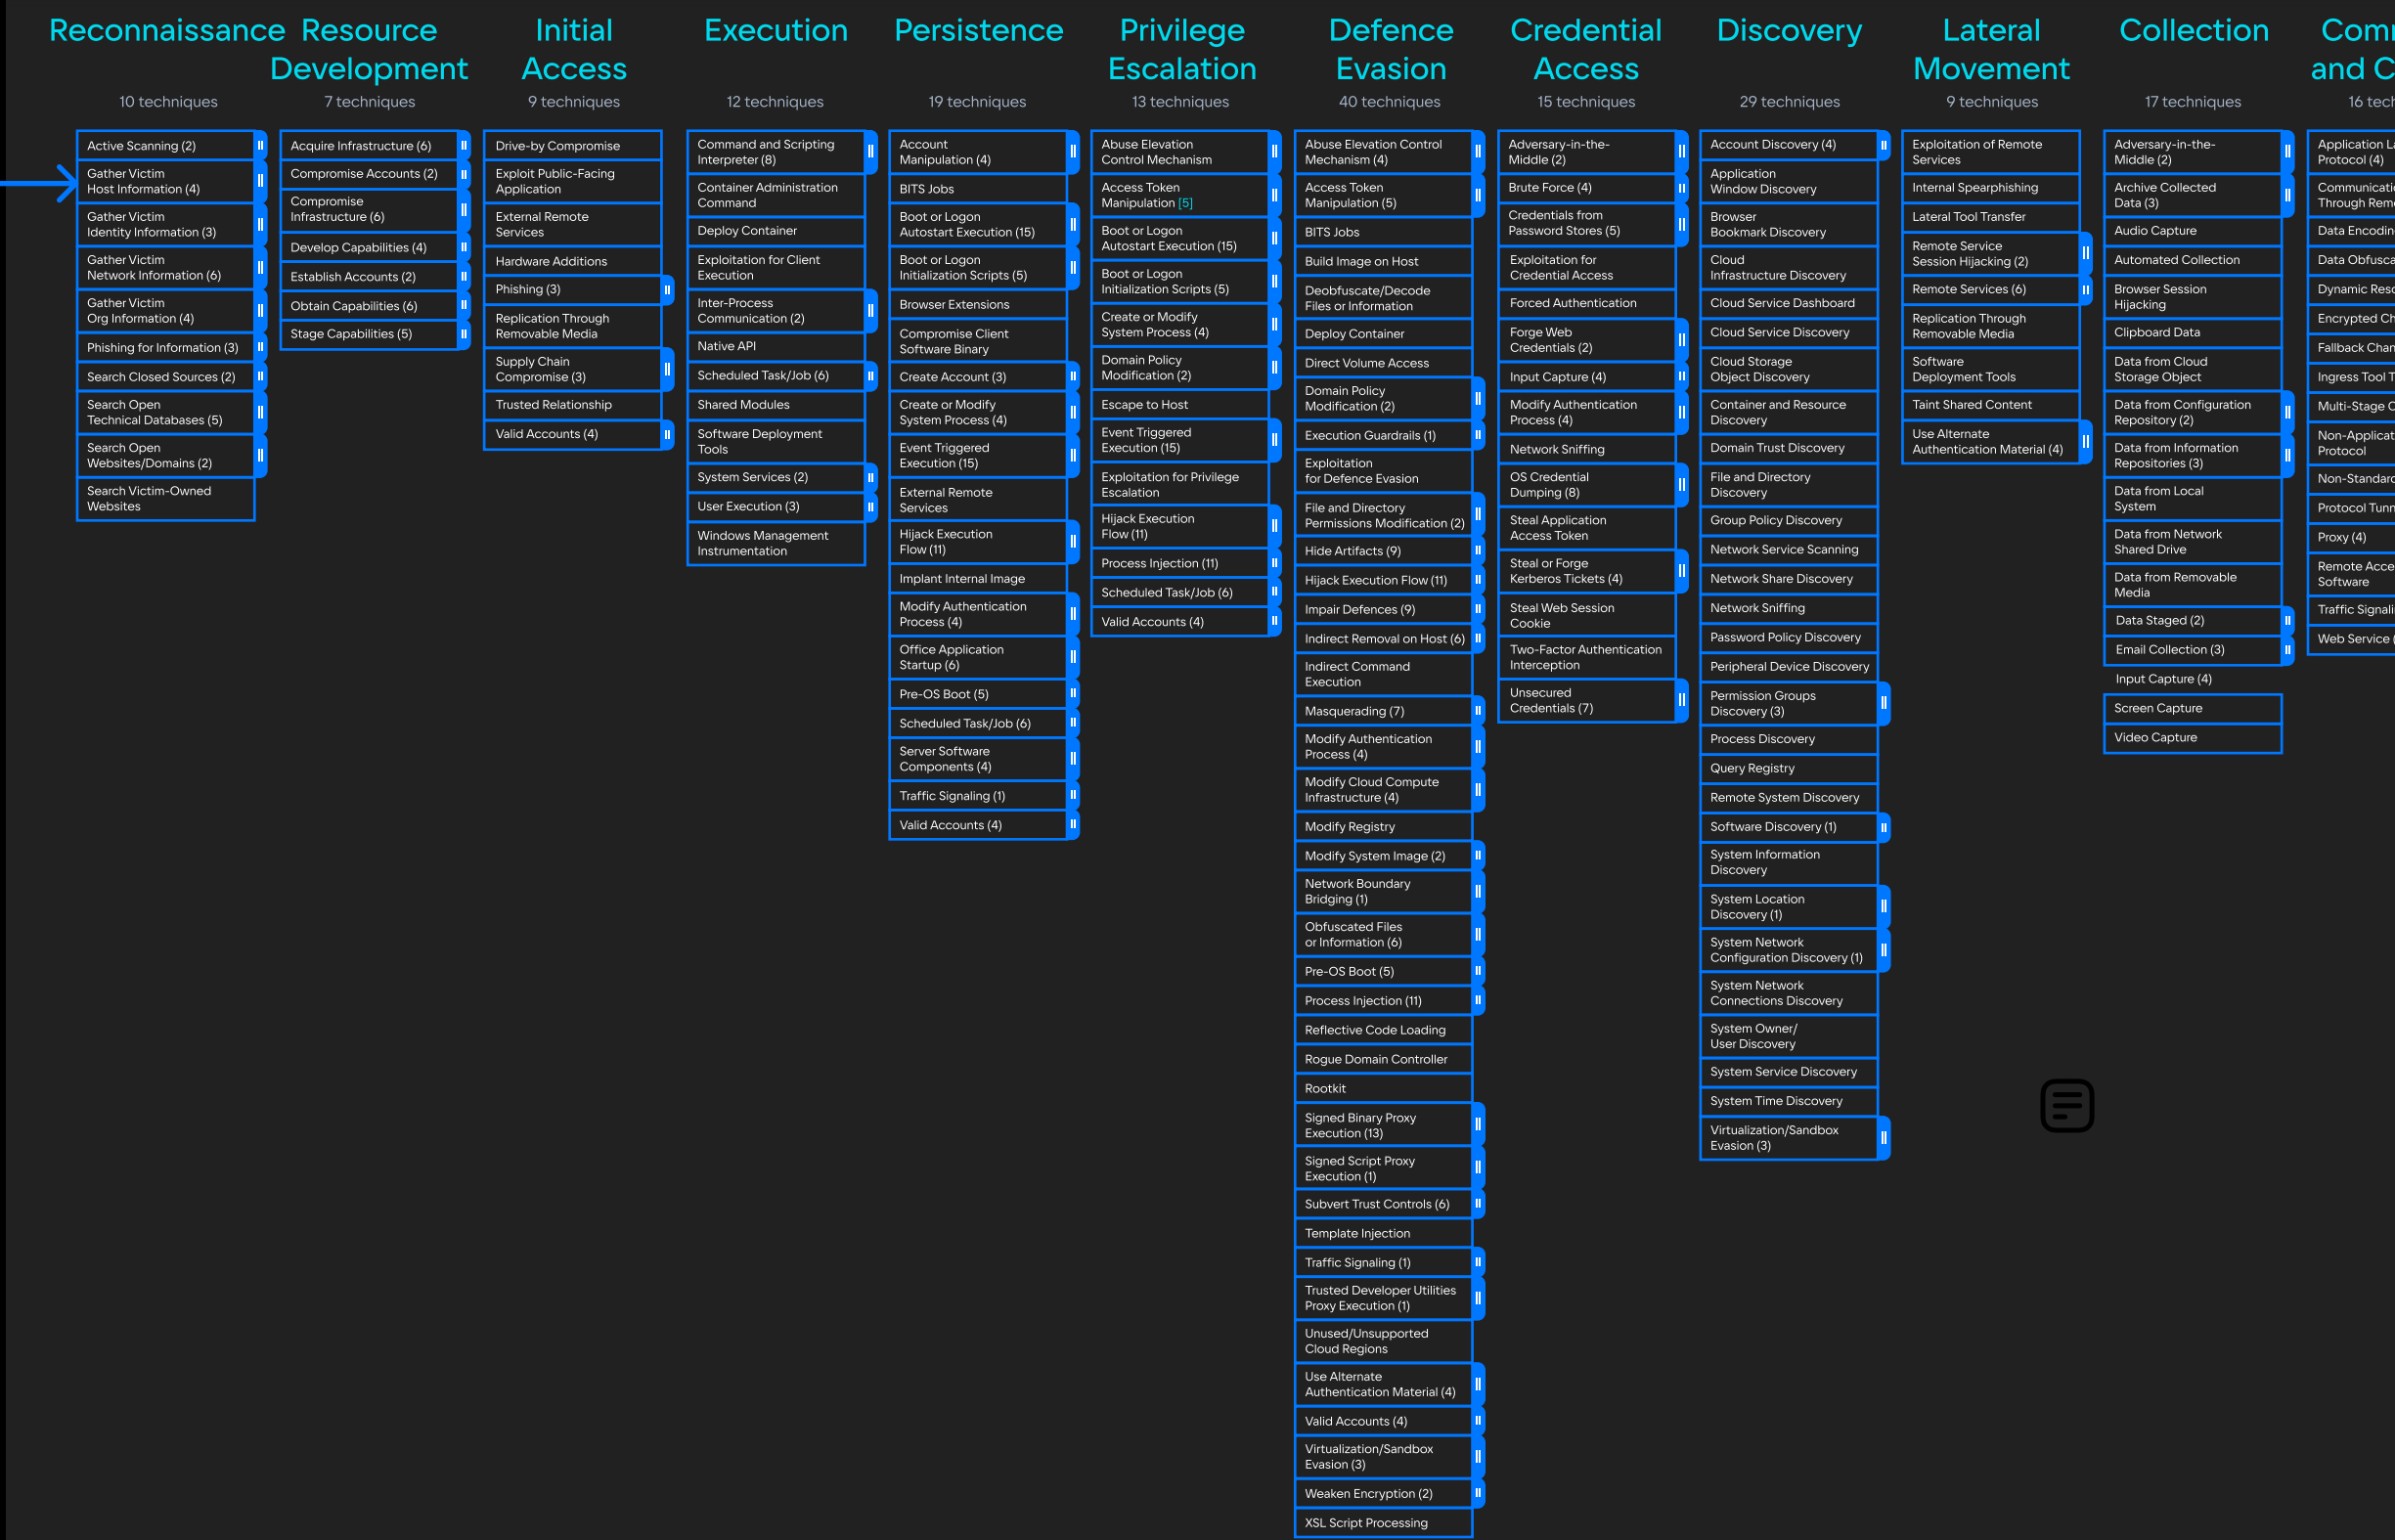 Reconnaissance
10 techniques
Active Scanning (2)
Gather Victim
Host Information (4)
Gather Victim
Identity Information (3)
Gather Victim
Network Information (6)
Gather Victim
Org Information (4)
Phishing for Information (3)
Search Closed Sources (2)
Search Open
Technical Databases (5)
Search Open
Websites/Domains (2)
Search Victim-Owned
Websites
Resource
Development
7 techniques
Acquire Infrastructure (6)
Compromise Accounts (2)
Compromise
Infrastructure (6)
Develop Capabilities (4)
Establish Accounts (2)
Obtain Capabilities (6)
Stage Capabilities (5)
Initial
Access
9 techniques
Drive-by Compromise
Exploit Public-Facing
Application
External Remote
Services
Hardware Additions
Phishing (3)
Replication Through
Removable Media
Supply Chain
Compromise (3)
Trusted Relationship
Valid Accounts (4)
Execution
12 techniques
Command and Scripting
Interpreter (8)
Container Administration
Command
Deploy Container
Exploitation for Client
Execution
Inter-Process
Communication (2)
Native API
Scheduled Task/Job (6)
Shared Modules
Software Deployment
Tools
System Services (2)
User Execution (3)
Windows Management
Instrumentation
Persistence
19 techniques
Account
Manipulation (4)
BITS Jobs
Boot or Logon
Autostart Execution (15)
Boot or Logon
Initialization Scripts (5)
Browser Extensions
Compromise Client
Software Binary
Create Account (3)
Create or Modify
System Process (4)
Event Triggered
Execution (15)
External Remote
Services
Hijack Execution
Flow (11)
Implant Internal Image
Modify Authentication
Process (4)
Office Application
Startup (6)
Pre-OS Boot (5)
Scheduled Task/Job (6)
Server Software
Components (4)
Traffic Signaling (1)
Valid Accounts (4)
Privilege
Escalation
13 techniques
Abuse Elevation
Control Mechanism
Access Token
Manipulation [5]
Boot or Logon
Autostart Execution (15)
Boot or Logon
Initialization Scripts (5)
Create or Modify
System Process (4)
Domain Policy
Modification (2)
Escape to Host
Event Triggered
Execution (15)
Exploitation for Privilege
Escalation
Hijack Execution
Flow (11)
Process Injection (11)
Scheduled Task/Job (6)
Valid Accounts (4)
Defence
Evasion
40 techniques
Abuse Elevation Control
Mechanism (4)
Access Token
Manipulation (5)
BITS Jobs
Build Image on Host
Deobfuscate/Decode
Files or Information
Deploy Container
Direct Volume Access
Domain Policy
Modification (2)
Execution Guardrails (1)
Exploitation
for Defence Evasion
File and Directory
Permissions Modification (2)
Hide Artifacts (9)
Hijack Execution Flow (11)
Impair Defences (9)
Indirect Removal on Host (6)
Indirect Command
Execution
Masquerading (7)
Modify Authentication
Process (4)
Modify Cloud Compute
Infrastructure (4)
Modify Registry
Modify System Image (2)
Network Boundary
Bridging (1)
Obfuscated Files
or Information (6)
Pre-OS Boot (5)
Process Injection (11)
Reflective Code Loading
Rogue Domain Controller
Rootkit
Signed Binary Proxy
Execution (13)
Signed Script Proxy
Execution (1)
Subvert Trust Controls (6)
Template Injection
Traffic Signaling (1)
Trusted Developer Utilities
Proxy Execution (1)
Unused/Unsupported
Cloud Regions
Use Alternate
Authentication Material (4)
Valid Accounts (4)
Virtualization/Sandbox
Evasion (3)
Weaken Encryption (2)
XSL Script Processing
Credential
Access
15 techniques
Adversary-in-the-
Middle (2)
Brute Force (4)
Credentials from
Password Stores (5)
Exploitation for
Credential Access
Forced Authentication
Forge Web
Credentials (2)
Input Capture (4)
Modify Authentication
Process (4)
Network Sniffing
OS Credential
Dumping (8)
Steal Application
Access Token
Steal or Forge
Kerberos Tickets (4)
Steal Web Session
Cookie
Two-Factor Authentication
Interception
Unsecured
Credentials (7)
Discovery
29 techniques
Account Discovery (4)
Application
Window Discovery
Browser
Bookmark Discovery
Cloud
Infrastructure Discovery
Cloud Service Dashboard
Cloud Service Discovery
Cloud Storage
Object Discovery
Container and Resource
Discovery
Domain Trust Discovery
File and Directory
Discovery
Group Policy Discovery
Network Service Scanning
Network Share Discovery
Network Sniffing
Password Policy Discovery
Peripheral Device Discovery
Permission Groups
Discovery (3)
Process Discovery
Query Registry
Remote System Discovery
Software Discovery (1)
System Information
Discovery
System Location
Discovery (1)
System Network
Configuration Discovery (1)
System Network
Connections Discovery
System Owner/
User Discovery
System Service Discovery
System Time Discovery
Virtualization/Sandbox
Evasion (3)
Lateral
Movement
9 techniques
Exploitation of Remote
Services
Internal Spearphishing
Lateral Tool Transfer
Remote Service
Session Hijacking (2)
Remote Services (6)
Replication Through
Removable Media
Software
Deployment Tools
Taint Shared Content
Use Alternate
Authentication Material (4)
Collection
17 techniques
Adversary-in-the-
Middle (2)
Archive Collected
Data (3)
Audio Capture
Automated Collection
Browser Session
Hijacking
Clipboard Data
Data from Cloud
Storage Object
Data from Configuration
Repository (2)
Data from Information
Repositories (3)
Data from Local
System
Data from Network
Shared Drive
Data from Removable
Media
Data Staged (2)
Email Collection (3)
Input Capture (4)
Screen Capture
Video Capture
and
16
Application
Protocol (4)
Through
Data
Data
Dynamic
Encrypted
Fallback
Ingress Tool
Multi-Stage
Protocol
Protocol
Proxy (4)
Remote
Software
Traffic
Web Service